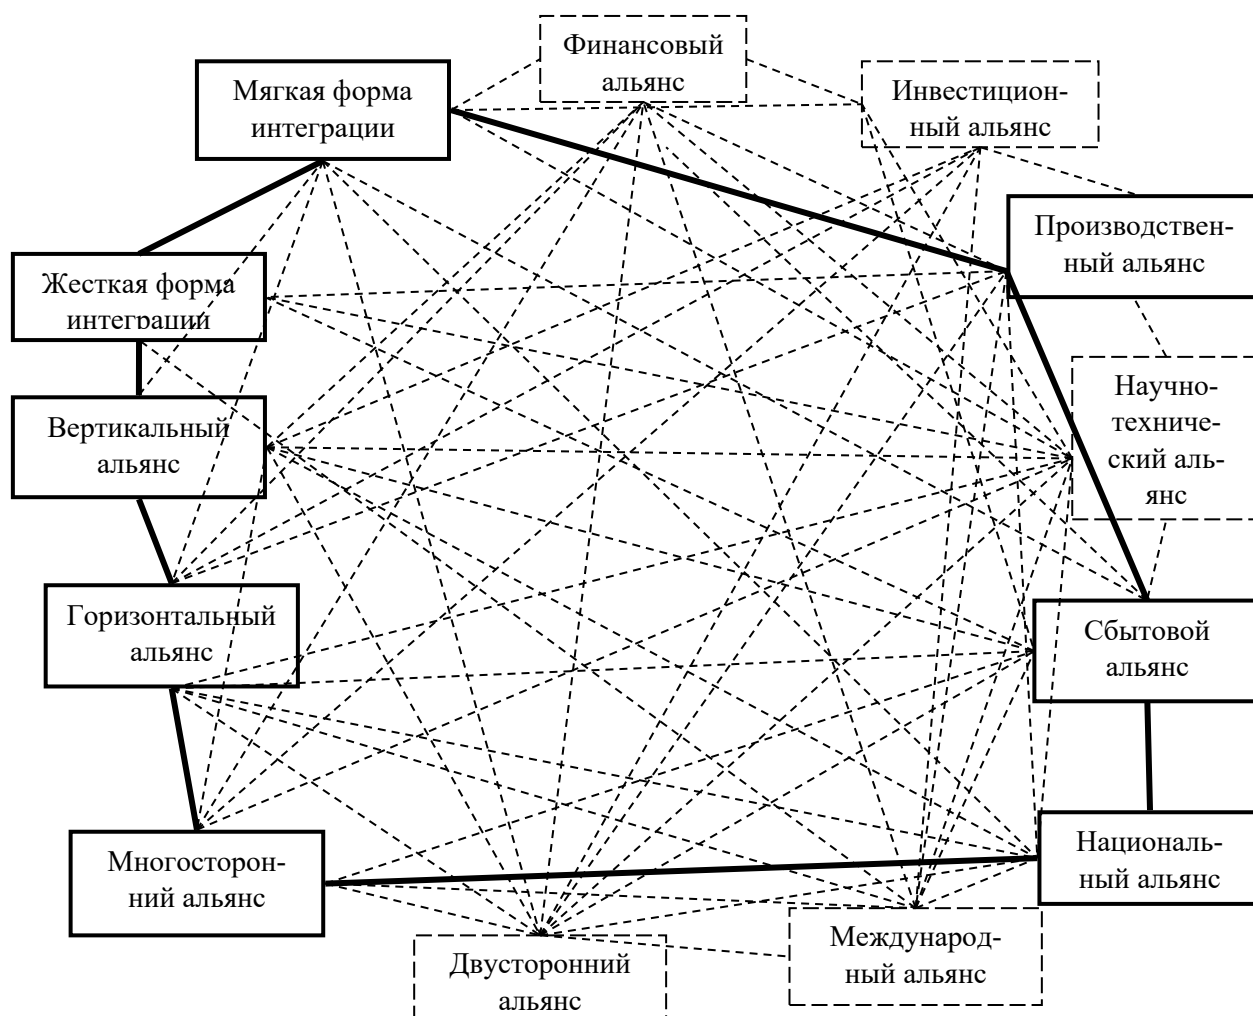 Финансовый
альянс
Мягкая форма
интеграции
Инвестицион-
ный альянс
Производствен-
ный альянс
Жесткая форма
интеграции
Научно-
техниче-
ский аль-
янс
Вертикальный
альянс
Горизонтальный
альянс
Сбытовой
альянс
Многосторон-
ний альянс
Националь-
ный альянс
Международ-
ный альянс
Двусторонний
альянс